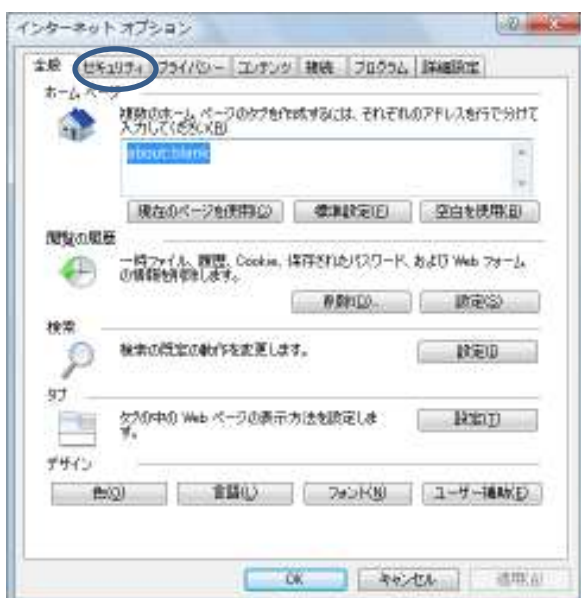 インターネット オプション
全般 セキュリティ プライバシー コンテンツ 接続 プログラム 詳細設定
ホーム ページ
複数のホーム ページのタブを作成するには、それぞれのアドレスを行で分けて
入力してください(R)
about:blank
現在のページを使用(C) 標準設定(F) 空白を使用(B)
閲覧の履歴
一時ファイル、履歴、Cookie、保存されたパスワード、および Web フォーム
の情報を削除します。
削除(D)... 設定(S)
検索
検索の既定の動作を変更します。
設定(I)
タブ
タブの中の Web ページの表示方法を設定しま
す。
設定(T)
デザイン
色(O) 言語(L) フォント(N) ユーザー補助(E)
OK キャンセル 適用(A)